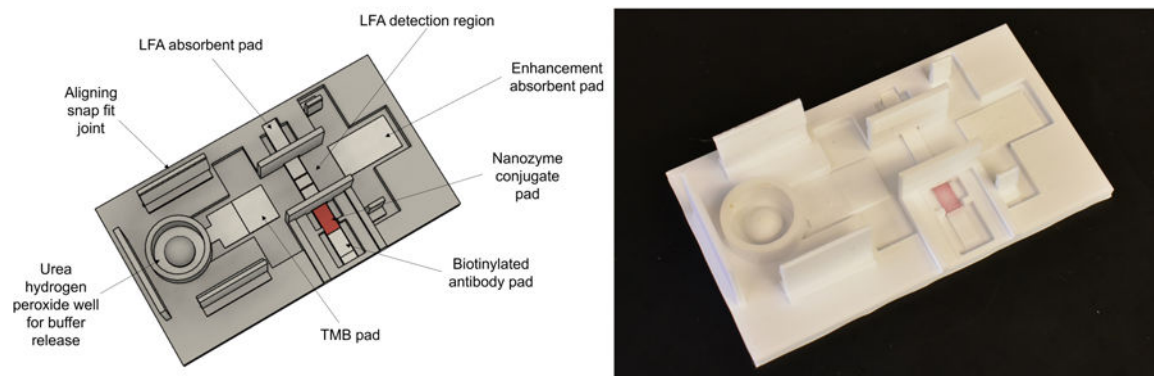 LFA detection region
LFA absorbent pad
Enhancement
absorbent pad
Aligning
snap fit
joint
Nanozyme
conjugate
pad
Urea
hydrogen
peroxide well
for buffer
release
Biotinylated
antibody pad
TMB pad